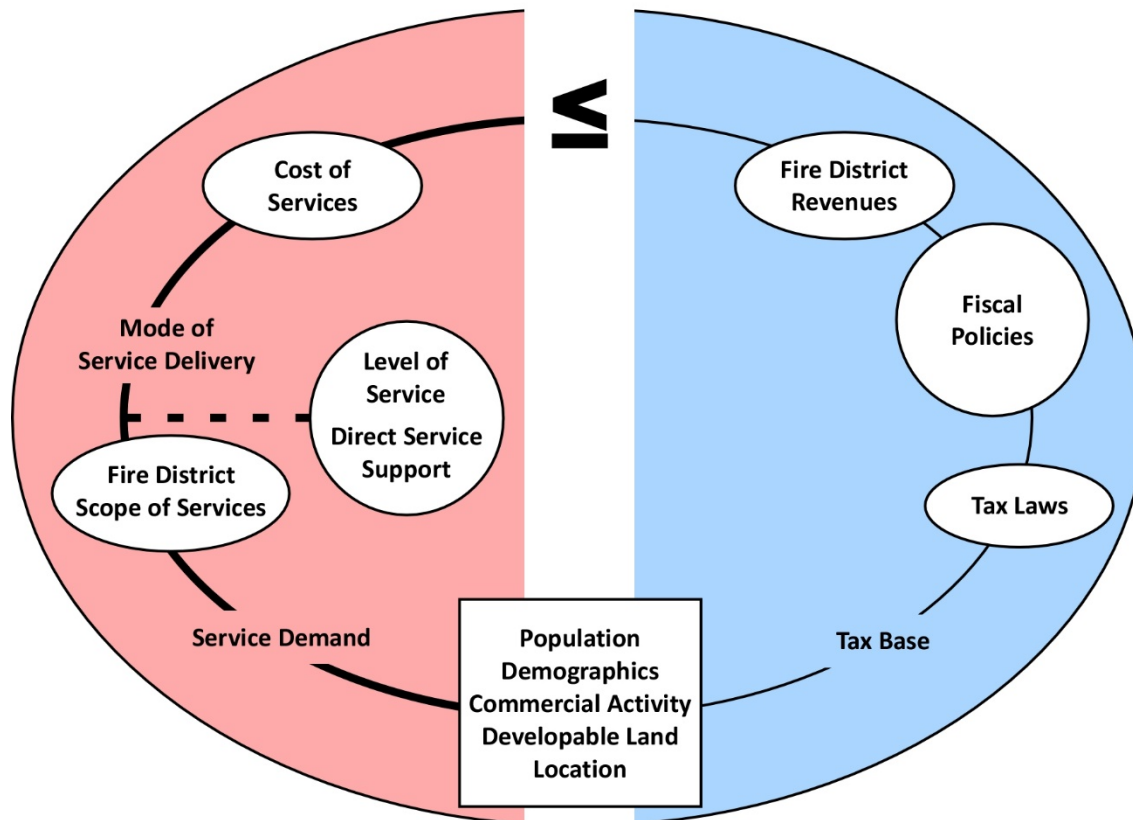 ≤
Cost of
Services
Fire District
Revenues
Fiscal
Policies
Mode of
Service Delivery
Level of
Service
Direct Service
Support
Fire District
Scope of Services
Tax Laws
Service Demand
Population
Demographics
Commercial Activity
Developable Land
Location
Tax Base